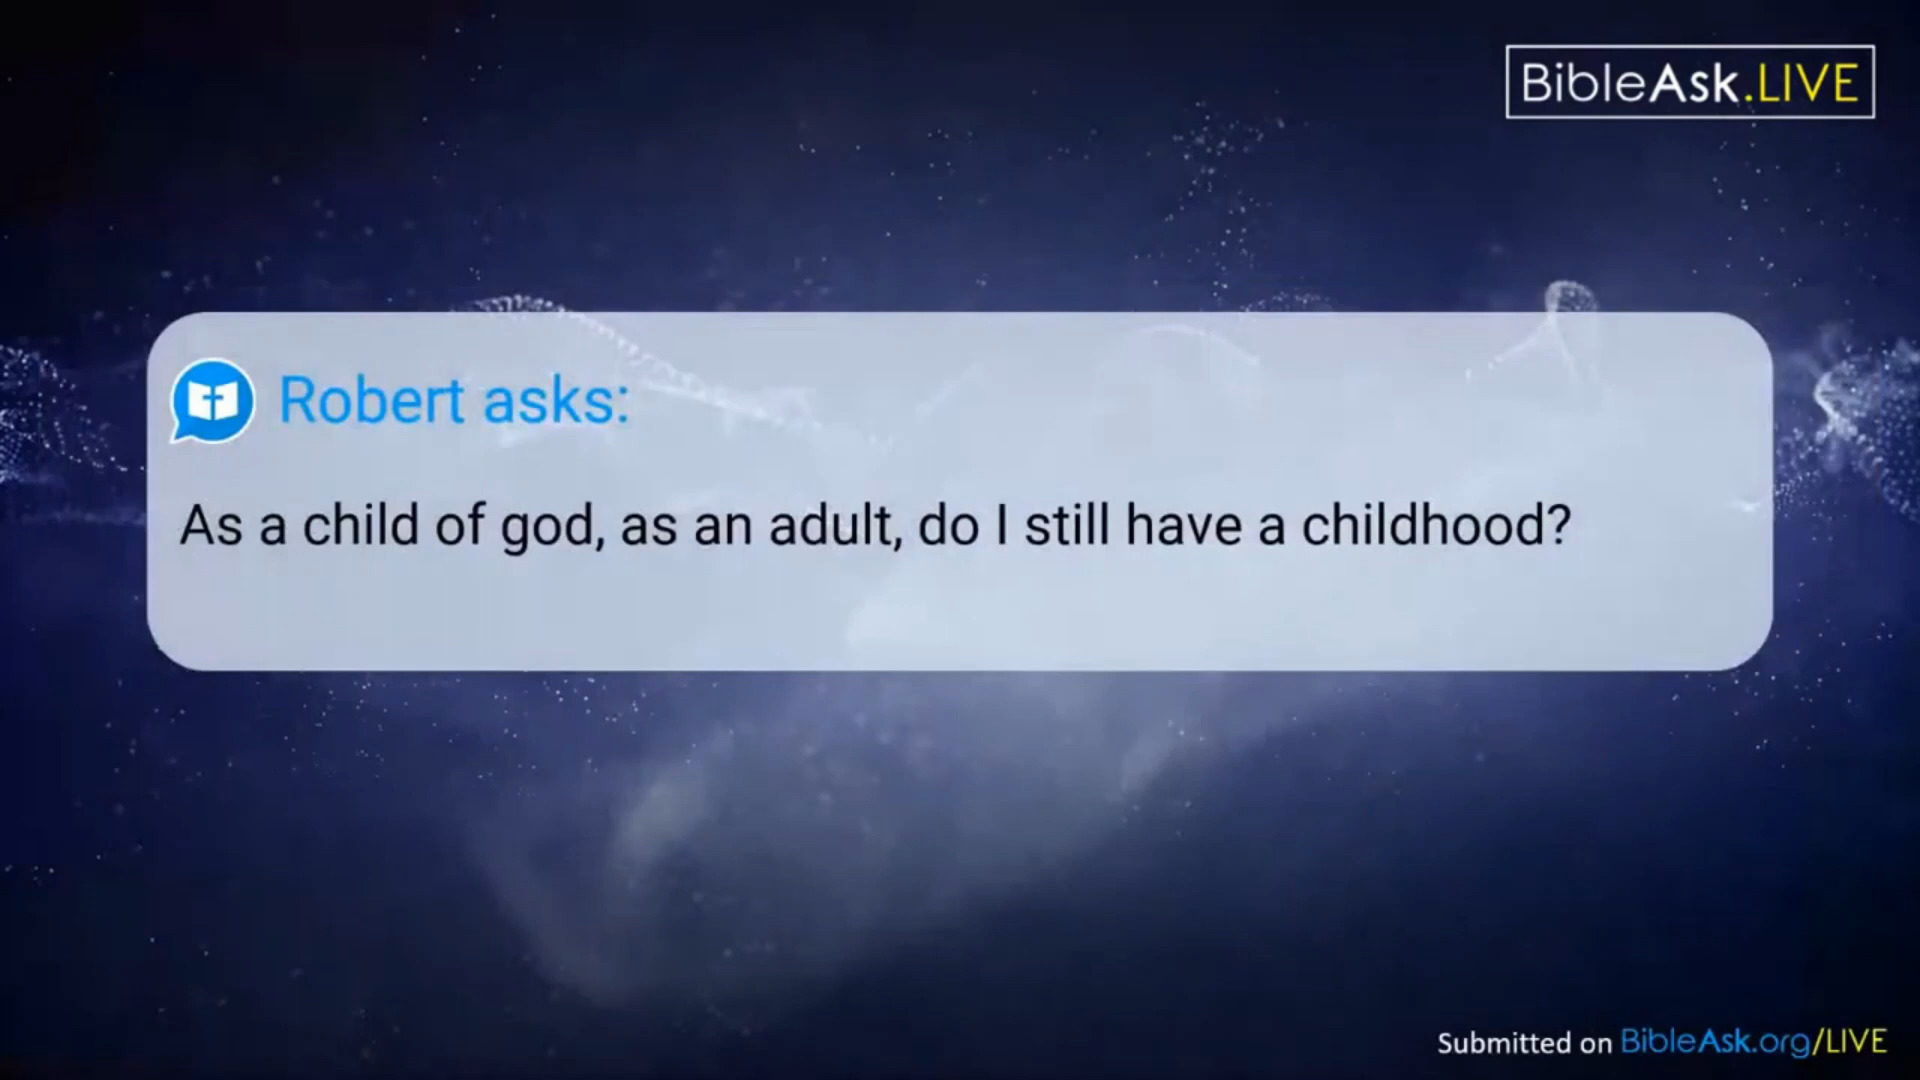 BibleAsk.LIVE
Robert asks:
As a child of god, as an adult, do I still have a childhood?
Submitted on BibleAsk.org/LIVE